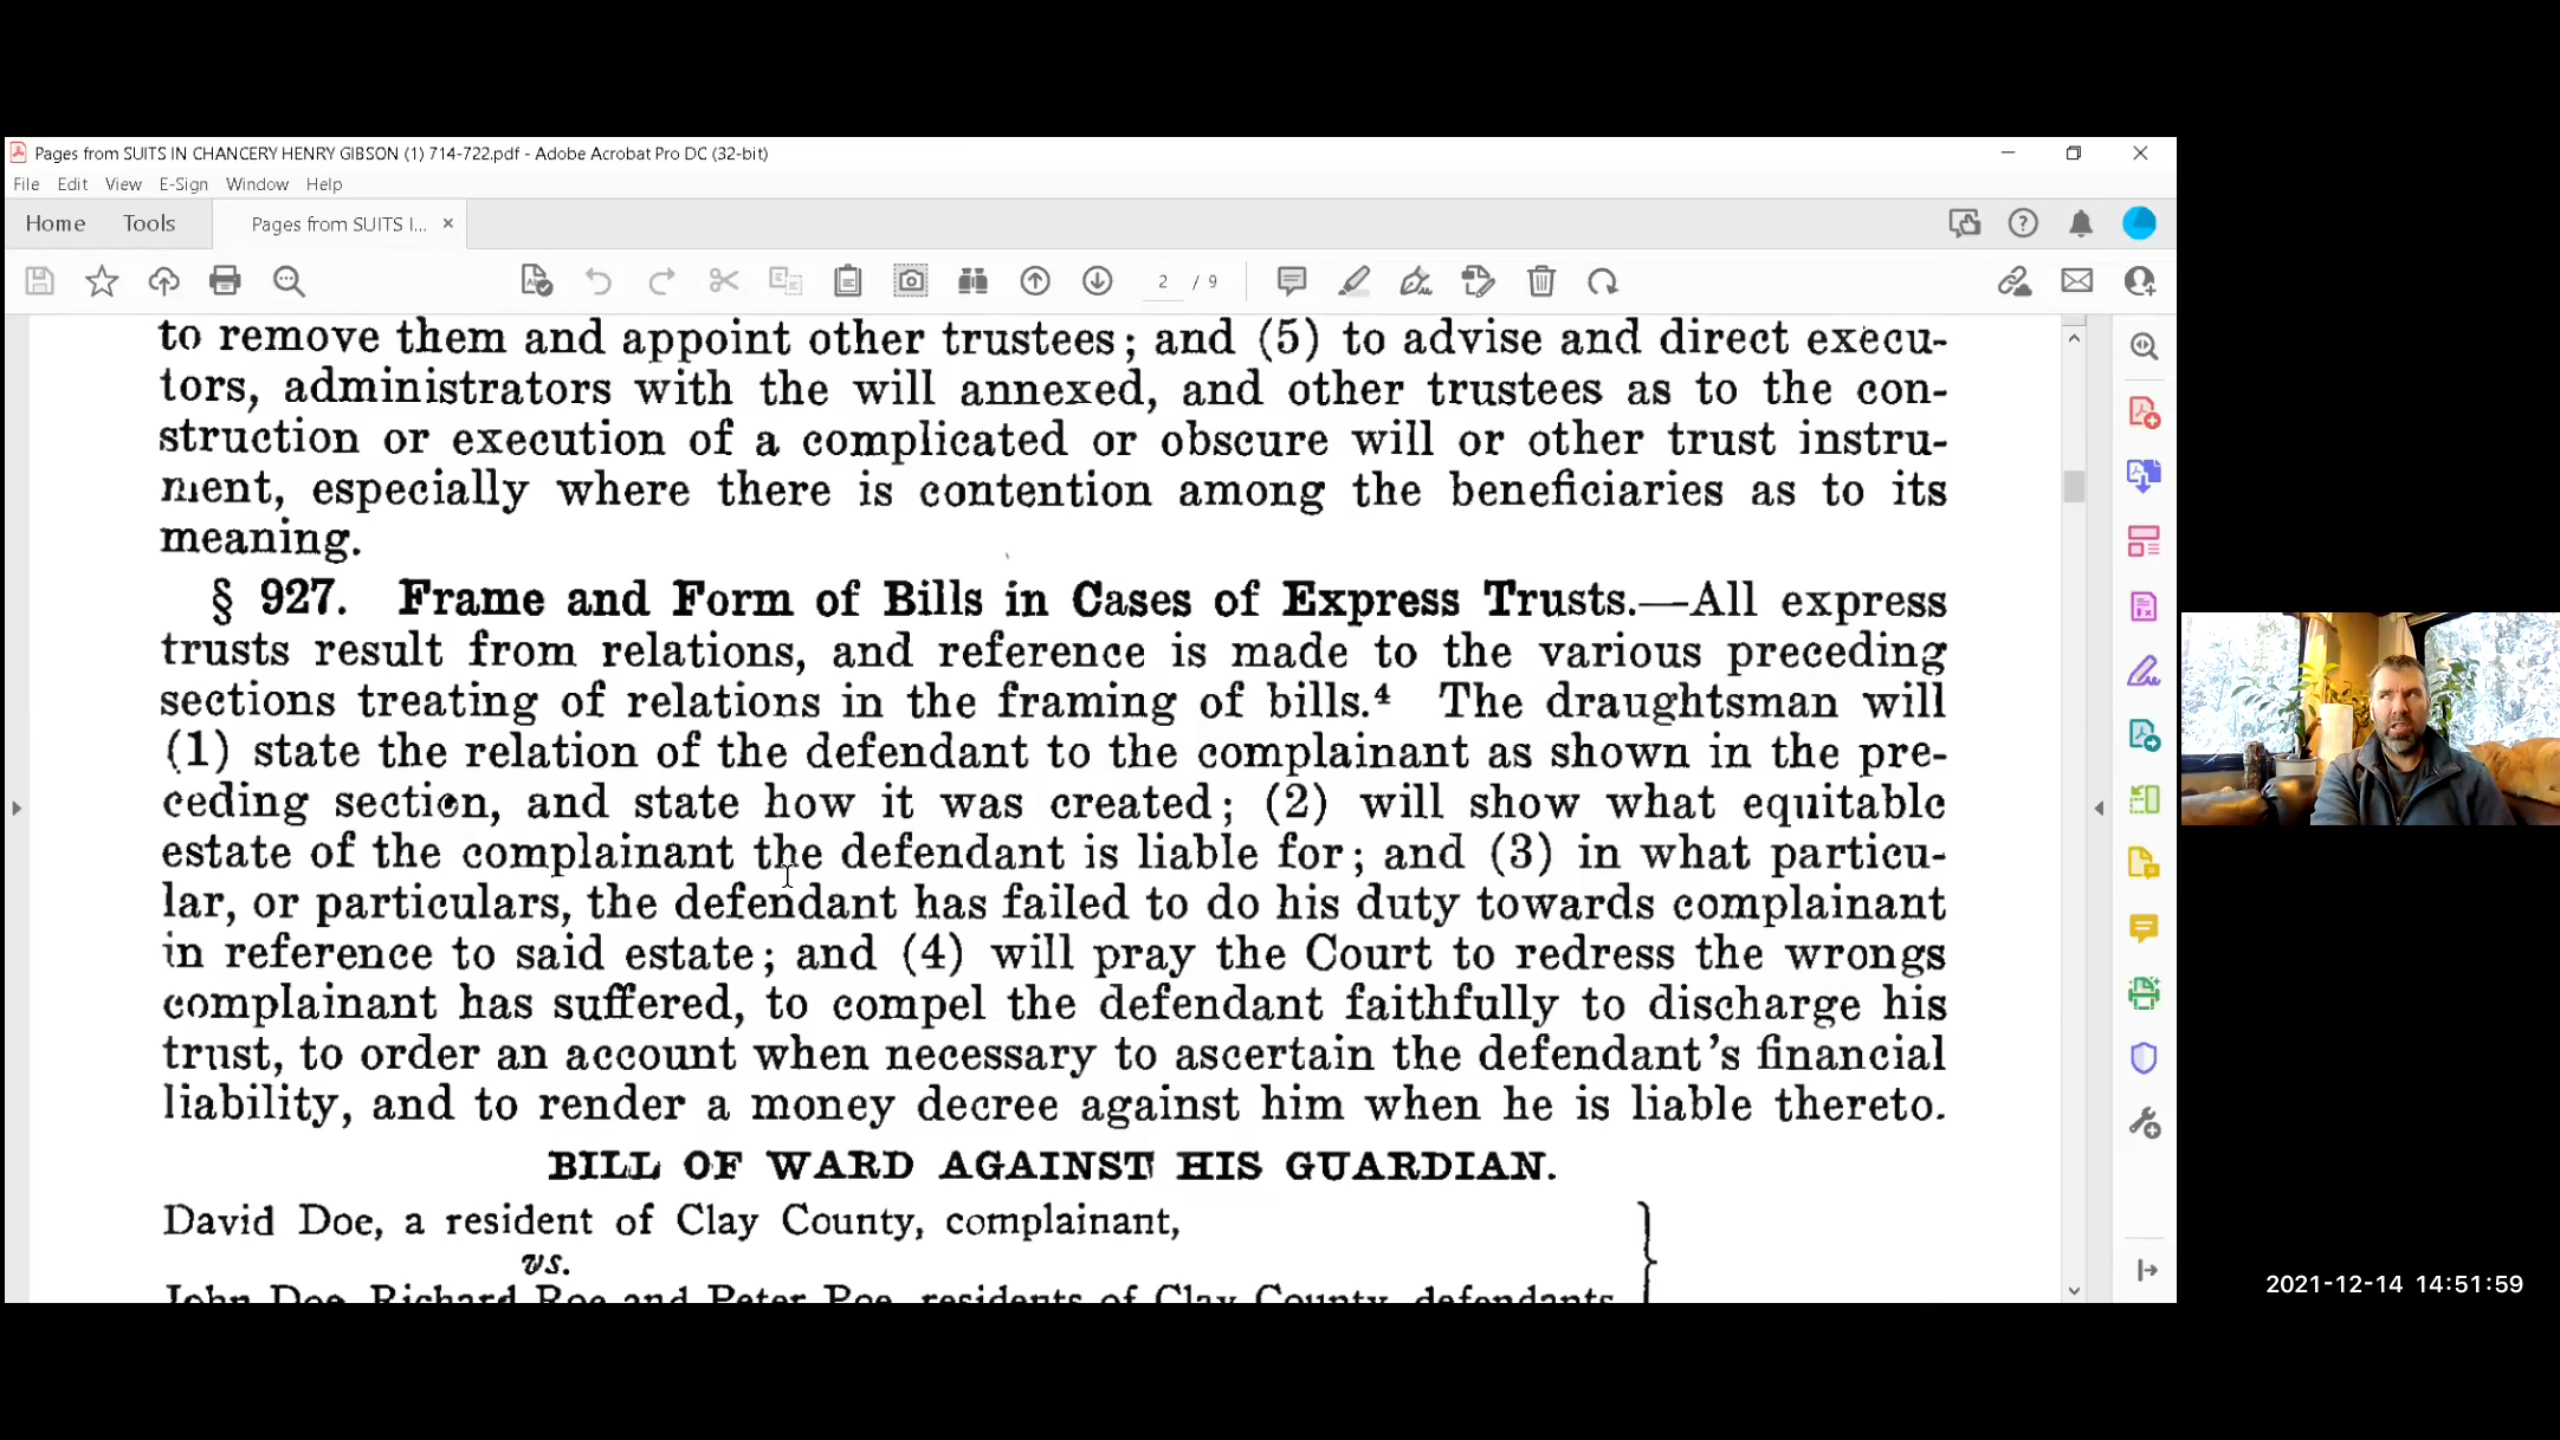 Pages from SUITS IN CHANCERY HENRY GIBSON (1) 714-722.pdf - Adobe Acrobat Pro DC (32-bit)
File Edit View E-Sign Window Help
Home Tools Pages from SUITS I...
2 / 9
to remove them and appoint other trustees; and (5) to advise and direct execu-
tors, administrators with the will annexed, and other trustees as to the con-
struction or execution of a complicated or obscure will or other trust instru-
ment, especially where there is contention among the beneficiaries as to its
meaning.
§ 927. Frame and Form of Bills in Cases of Express Trusts.—All express
trusts result from relations, and reference is made to the various preceding
sections treating of relations in the framing of bills.⁴ The draughtsman will
(1) state the relation of the defendant to the complainant as shown in the pre-
ceding section, and state how it was created; (2) will show what equitable
estate of the complainant the defendant is liable for; and (3) in what particu-
lar, or particulars, the defendant has failed to do his duty towards complainant
in reference to said estate; and (4) will pray the Court to redress the wrongs
complainant has suffered, to compel the defendant faithfully to discharge his
trust, to order an account when necessary to ascertain the defendant's financial
liability, and to render a money decree against him when he is liable thereto.
BILL OF WARD AGAINST HIS GUARDIAN.
David Doe, a resident of Clay County, complainant,
vs.
John Doe, Richard Roe and Peter Poe, residents of Clay County, defendants
2021-12-14 14:51:59